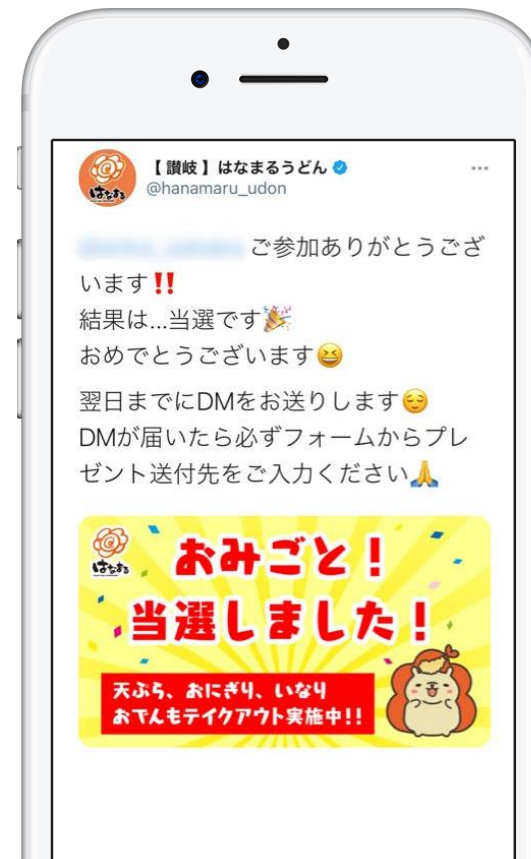 はなまる
【 讃岐 】はなまるうどん
@hanamaru_udon
ご参加ありがとうござ
います‼️
結果は...当選です🎉
おめでとうございます😆
翌日までにDMをお送りします😌
DMが届いたら必ずフォームからプレ
ゼント送付先をご入力ください🙏
はなまる
おみごと！
当選しました！
天ぷら、おにぎり、いなり
おでんもテイクアウト実施中!!